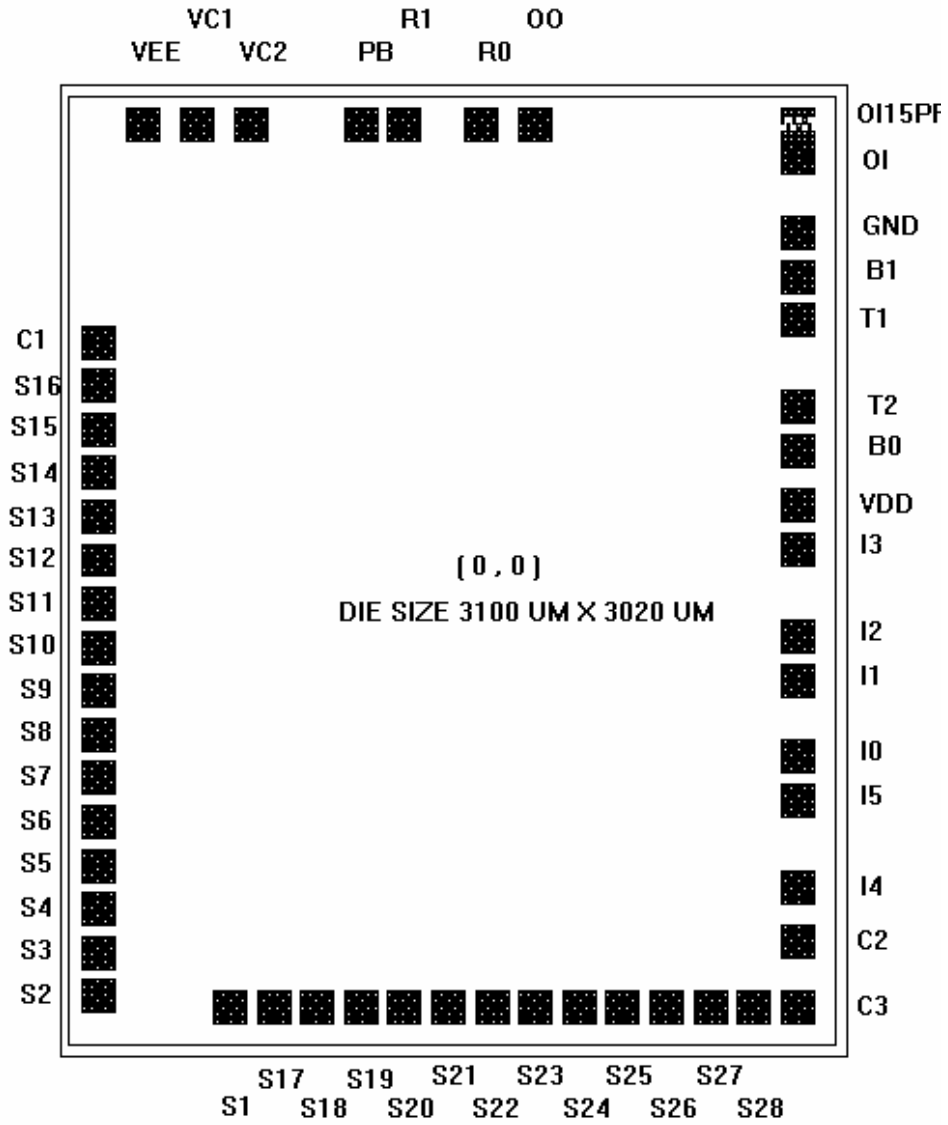 VC1 R1 OO
VEE VC2 PB R0
OI15PF
OI
GND
B1
T1
C1
S16
T2
S15
B0
S14
VDD
S13
I3
S12
(0,0)
S11
DIE SIZE 3100 UM X 3020 UM
I2
S10
I1
S9
S8
I0
S7
I5
S6
S5
I4
S4
C2
S3
S2
C3
S17 S19 S21 S23 S25 S27
S1 S18 S20 S22 S24 S26 S28